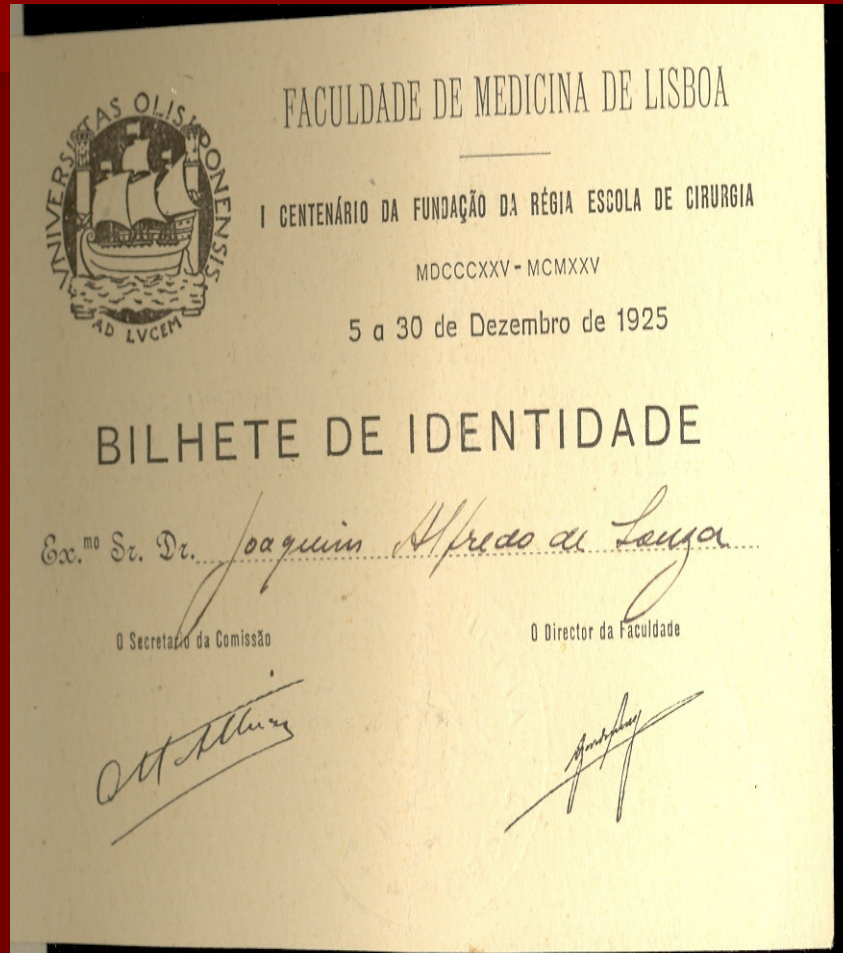 VNIVERSITAS OLISIPONENSIS
AD LVCEM
FACULDADE DE MEDICINA DE LISBOA
I CENTENÁRIO DA FUNDAÇÃO DA RÉGIA ESCOLA DE CIRURGIA
MDCCCXXV - MCMXXV
5 a 30 de Dezembro de 1925
BILHETE DE IDENTIDADE
Ex.mo Sr. Dr. Joaquim Alfredo de Souza
O Secretario da Comissão
O Director da Faculdade